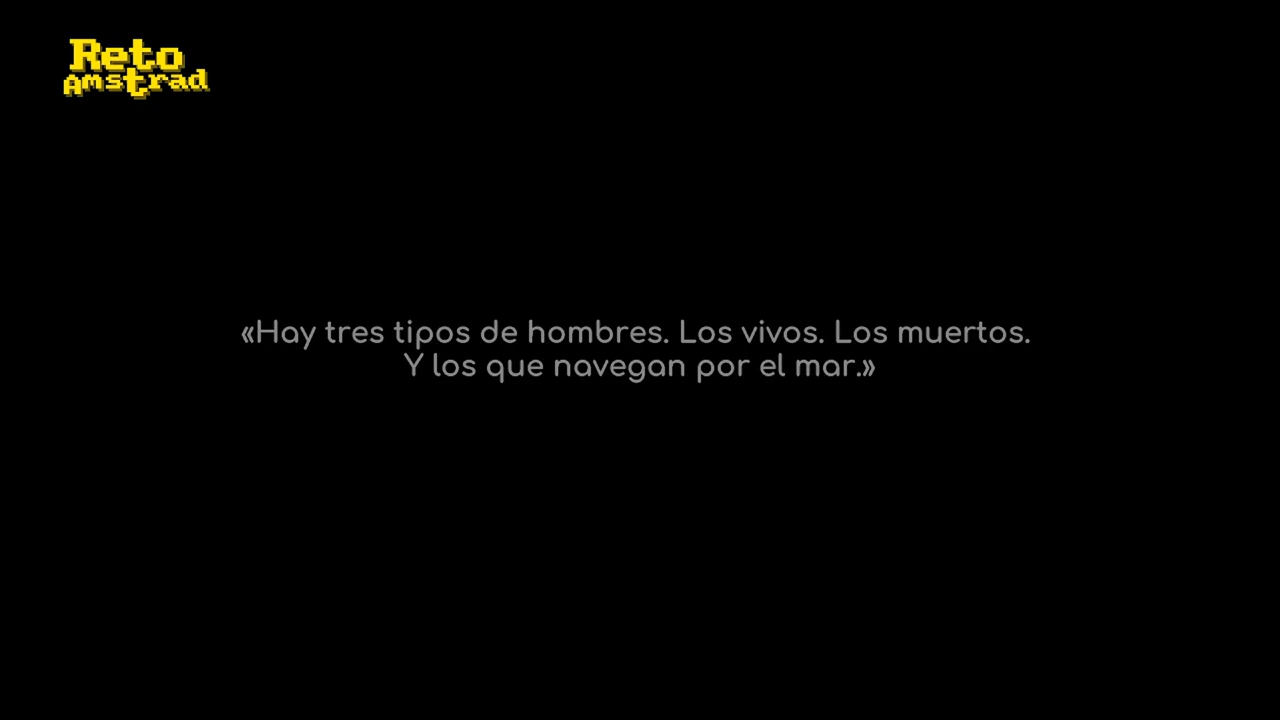 Reto
Amstrad
«Hay tres tipos de hombres. Los vivos. Los muertos.
Y los que navegan por el mar.»